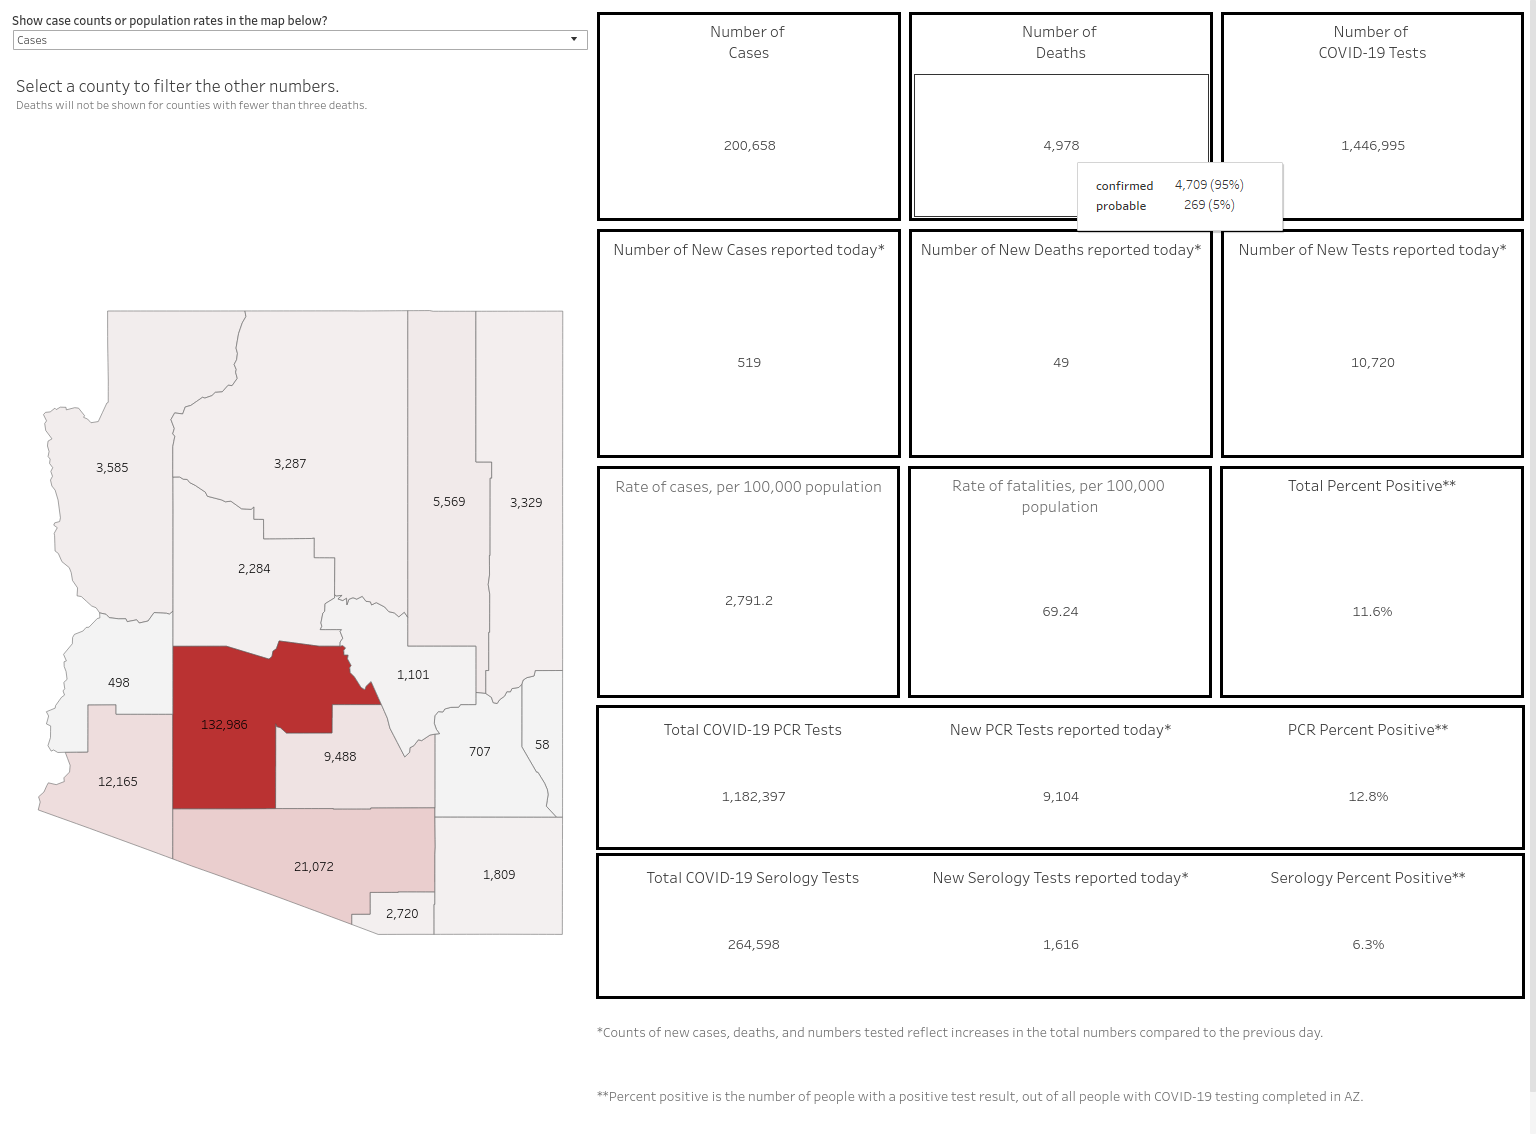 Show case counts or population rates in the map below?
Cases
Select a county to filter the other numbers.
Deaths will not be shown for counties with fewer than three deaths.
3,585
3,287
5,569
3,329
2,284
498
1,101
132,986
9,488
707
58
12,165
21,072
1,809
2,720
Number of
Cases
200,658
Number of
Deaths
4,978
confirmed 4,709 (95%)
probable 269 (5%)
Number of
COVID-19 Tests
1,446,995
Number of New Cases reported today*
519
Number of New Deaths reported today*
49
Number of New Tests reported today*
10,720
Rate of cases, per 100,000 population
2,791.2
Rate of fatalities, per 100,000
population
69.24
Total Percent Positive**
11.6%
Total COVID-19 PCR Tests
1,182,397
New PCR Tests reported today*
9,104
PCR Percent Positive**
12.8%
Total COVID-19 Serology Tests
264,598
New Serology Tests reported today*
1,616
Serology Percent Positive**
6.3%
*Counts of new cases, deaths, and numbers tested reflect increases in the total numbers compared to the previous day.
**Percent positive is the number of people with a positive test result, out of all people with COVID-19 testing completed in AZ.